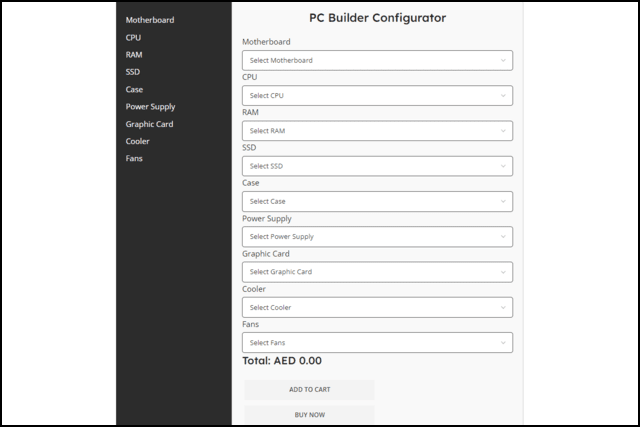 Motherboard
CPU
RAM
SSD
Case
Power Supply
Graphic Card
Cooler
Fans
PC Builder Configurator
Motherboard
Select Motherboard
CPU
Select CPU
RAM
Select RAM
SSD
Select SSD
Case
Select Case
Power Supply
Select Power Supply
Graphic Card
Select Graphic Card
Cooler
Select Cooler
Fans
Select Fans
Total: AED 0.00
ADD TO CART
BUY NOW